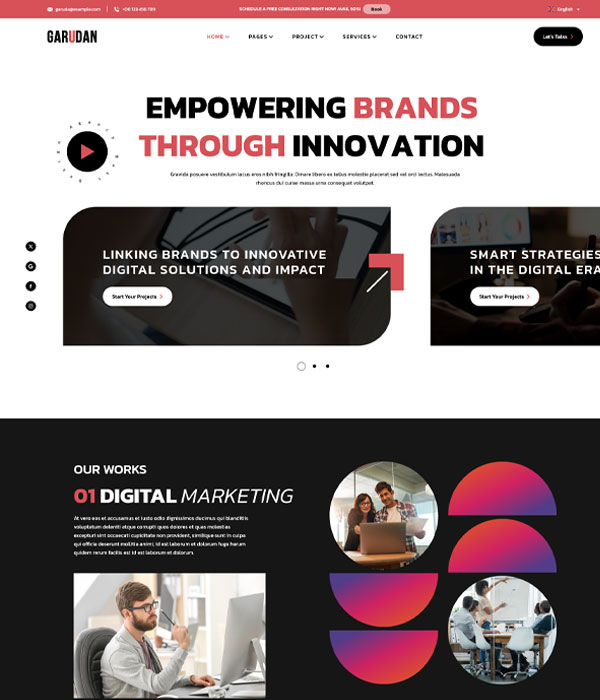 garuda@example.com
SCHEDULE A FREE CONSULTATION RIGHT NOW!
Book
English
GARUDAN
HOME
PAGES
PROJECT
SERVICES
CONTACT
Let's Talks
EMPOWERING BRANDS
THROUGH INNOVATION
Gravida posuere vestibulum lacus eros nibh fringilla. Ornare libero ex tellus molestie placerat sed vel orci lectus. Malesuada
rhoncus dui curae massa urna consequat volutpat.
LINKING BRANDS TO INNOVATIVE
DIGITAL SOLUTIONS AND IMPACT
Start Your Projects
SMART STRATEGIES
IN THE DIGITAL ERA
Start Your Projects
OUR WORKS
01 DIGITAL MARKETING
At vero eos et accusamus et iusto odio dignissimos ducimus qui blanditiis
voluptatum deleniti atque corrupti quos dolores et quas molestias
excepturi sint occaecati cupiditate non provident, similique sunt in culpa
qui officia deserunt mollitia animi, id est laborum et dolorum fuga harum
quidem rerum facilis est id est laborum et dolorum.